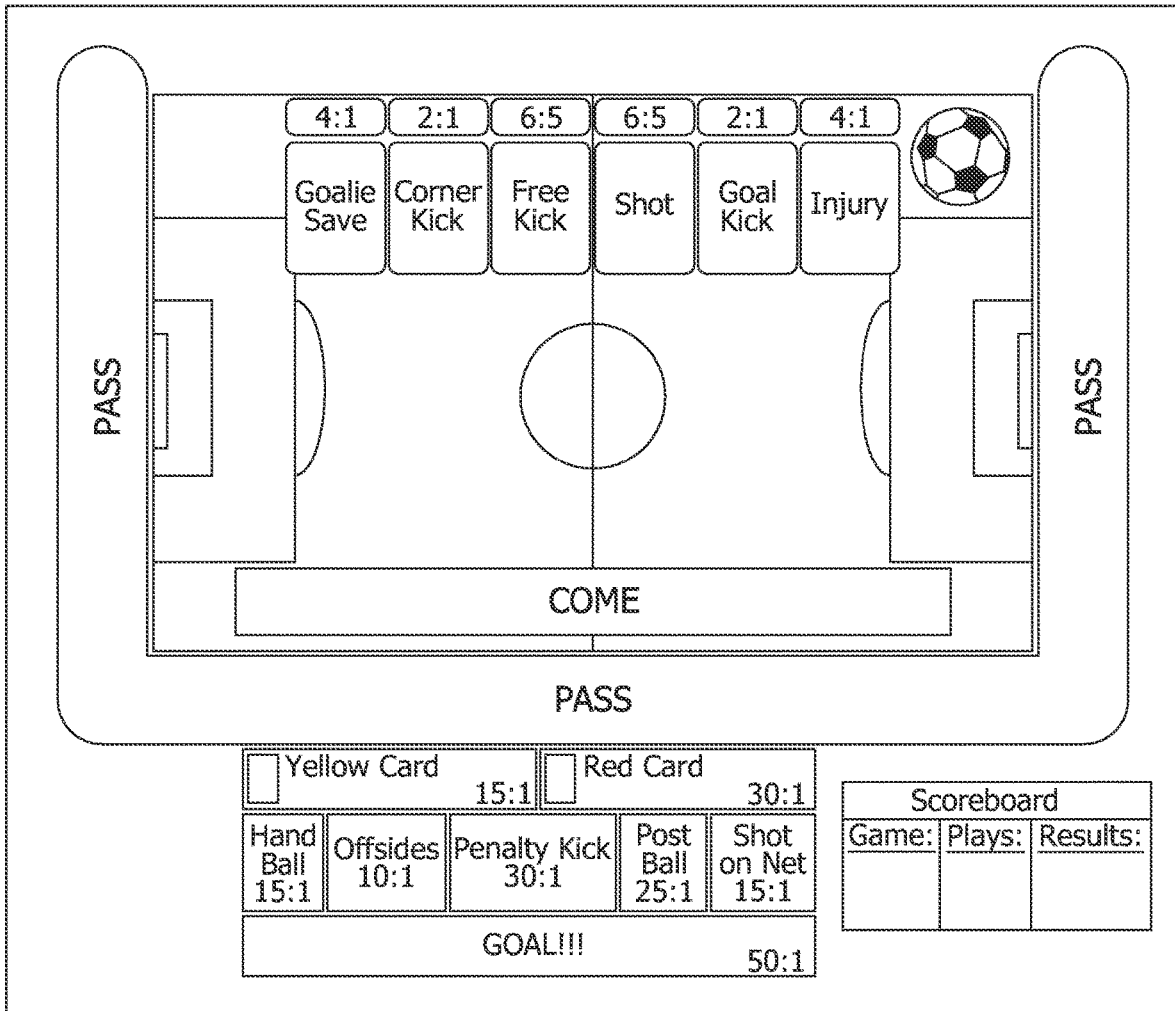 4:1 2:1 6:5 6:5 2:1 4:1
Goalie Save
Corner Kick
Free Kick
Shot
Goal Kick
Injury
PASS
PASS
COME
PASS
Yellow Card 15:1
Red Card 30:1
Hand Ball 15:1
Offsides 10:1
Penalty Kick 30:1
Post Ball 25:1
Shot on Net 15:1
GOAL!!! 50:1
Scoreboard
Game: Plays: Results: